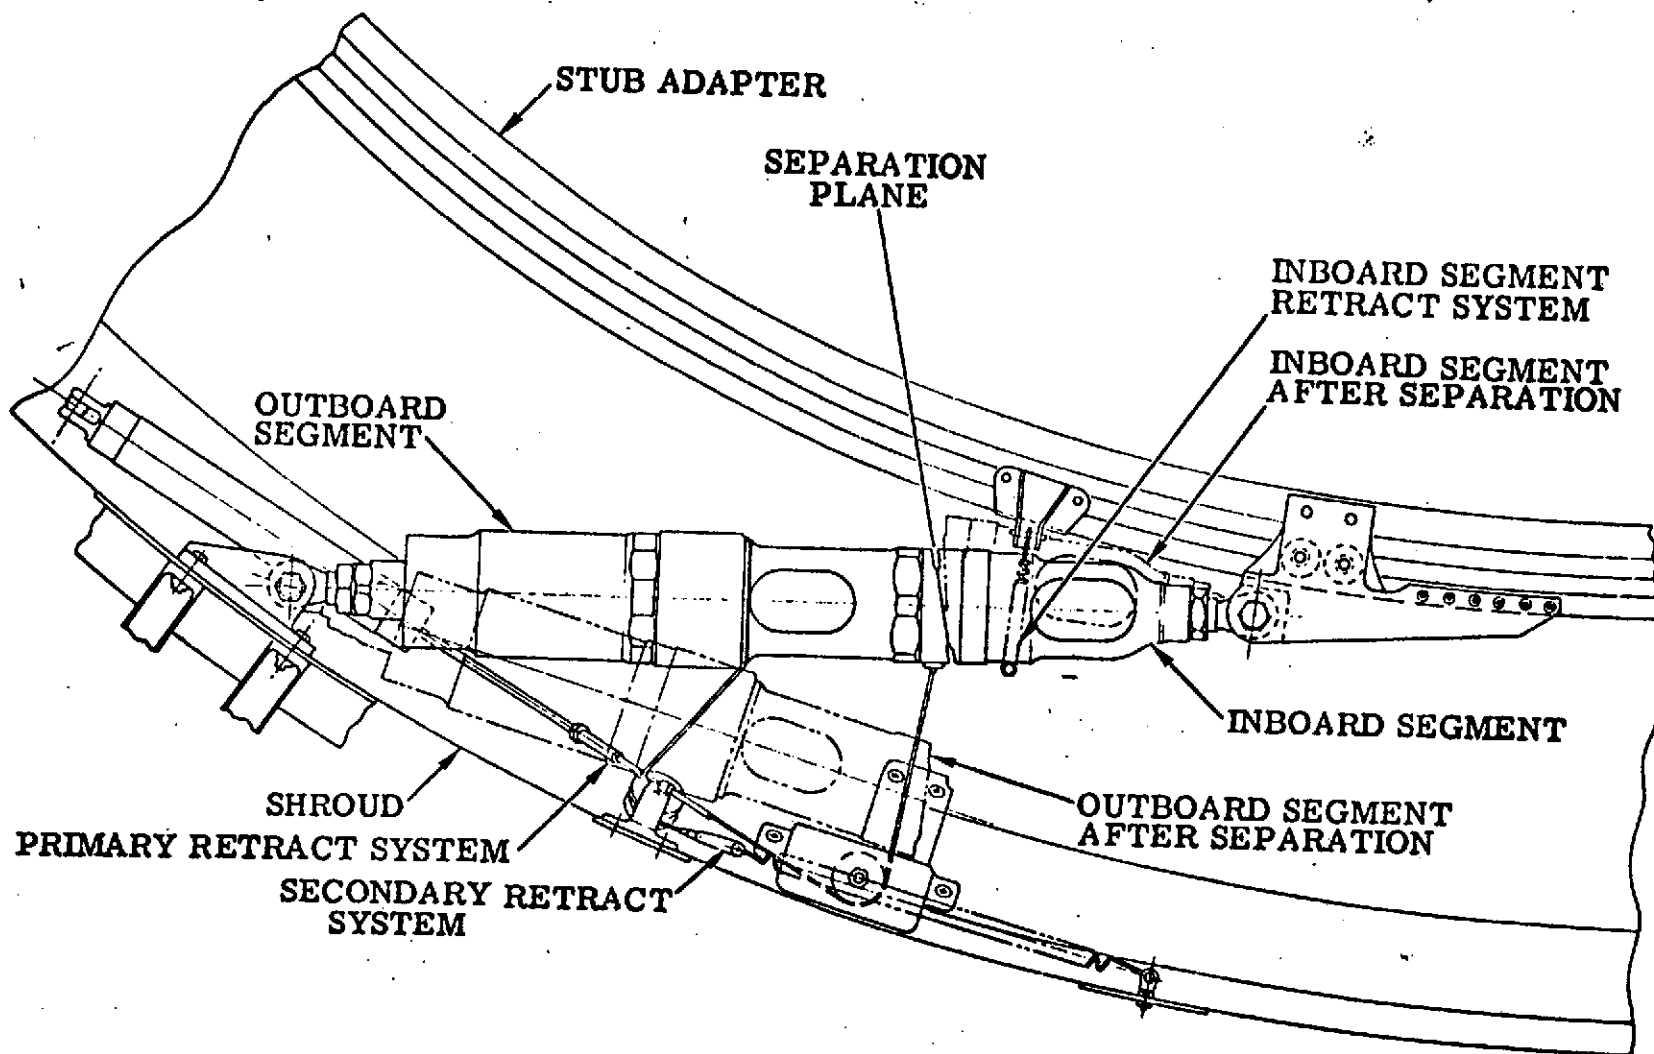 STUB ADAPTER
SEPARATION
PLANE
INBOARD SEGMENT
RETRACT SYSTEM
INBOARD SEGMENT
AFTER SEPARATION
OUTBOARD
SEGMENT
INBOARD SEGMENT
SHROUD
PRIMARY RETRACT SYSTEM
OUTBOARD SEGMENT
AFTER SEPARATION
SECONDARY RETRACT
SYSTEM